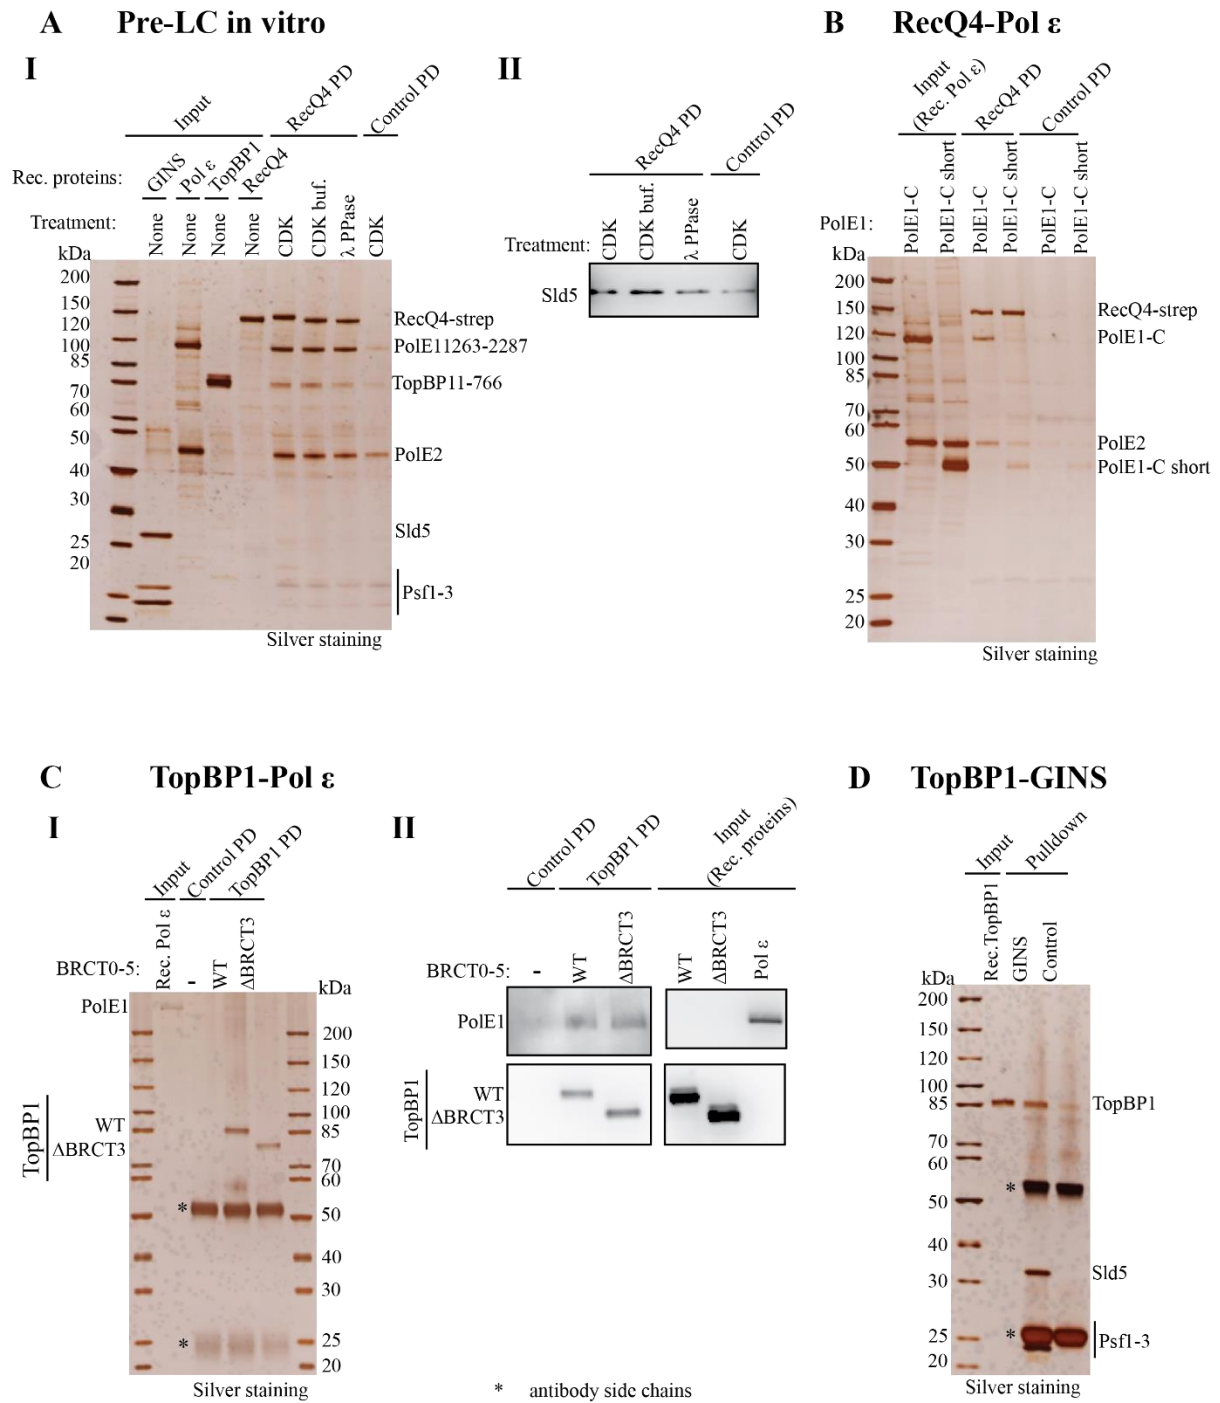 A Pre-LC in vitro
I
Input
RecQ4 PD
Control PD
Rec. proteins:
GINS
Pol ε
TopBP1
RecQ4
Treatment:
None
None
None
None
CDK
CDK buf.
λ PPase
CDK
kDa
200
150
120
100
85
70
60
50
40
30
25
20
RecQ4-strep
PolE11263-2287
TopBP11-766
PolE2
Sld5
Psf1-3
Silver staining
II
RecQ4 PD
Control PD
Treatment:
CDK
CDK buf.
λ PPase
CDK
Sld5
B RecQ4-Pol ε
Input
(Rec. Pol ε)
RecQ4 PD
Control PD
PolE1:
PolE1-C
PolE1-C short
PolE1-C
PolE1-C short
PolE1-C
PolE1-C short
kDa
200
150
120
100
85
70
60
50
40
30
25
20
RecQ4-strep
PolE1-C
PolE2
PolE1-C short
Silver staining
C TopBP1-Pol ε
I
Input
Control PD
TopBP1 PD
BRCT0-5:
Rec. Pol ε
-
WT
ΔBRCT3
kDa
PolE1
TopBP1
WT
ΔBRCT3
200
150
120
100
85
70
60
50
40
30
25
20
*
*
Silver staining
II
Control PD
TopBP1 PD
Input
(Rec. proteins)
BRCT0-5:
-
WT
ΔBRCT3
WT
ΔBRCT3
Pol ε
PolE1
TopBP1
WT
ΔBRCT3
* antibody side chains
D TopBP1-GINS
Input
Pulldown
Rec.TopBP1
GINS
Control
kDa
200
150
120
100
85
70
60
50
40
30
25
20
TopBP1
*
Sld5
*
Psf1-3
Silver staining